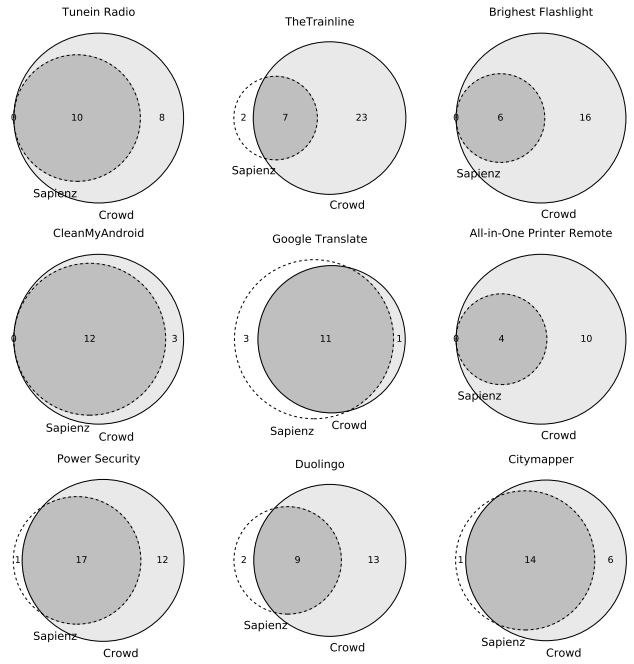 Tunein Radio
0 10 8
Sapienz
Crowd
TheTrainline
2 7 23
Sapienz
Crowd
Brighest Flashlight
0 6 16
Sapienz
Crowd
CleanMyAndroid
0 12 3
Sapienz
Crowd
Google Translate
3 11 1
Sapienz
Crowd
All-in-One Printer Remote
0 4 10
Sapienz
Crowd
Power Security
1 17 12
Sapienz
Crowd
Duolingo
2 9 13
Sapienz
Crowd
Citymapper
1 14 6
Sapienz
Crowd